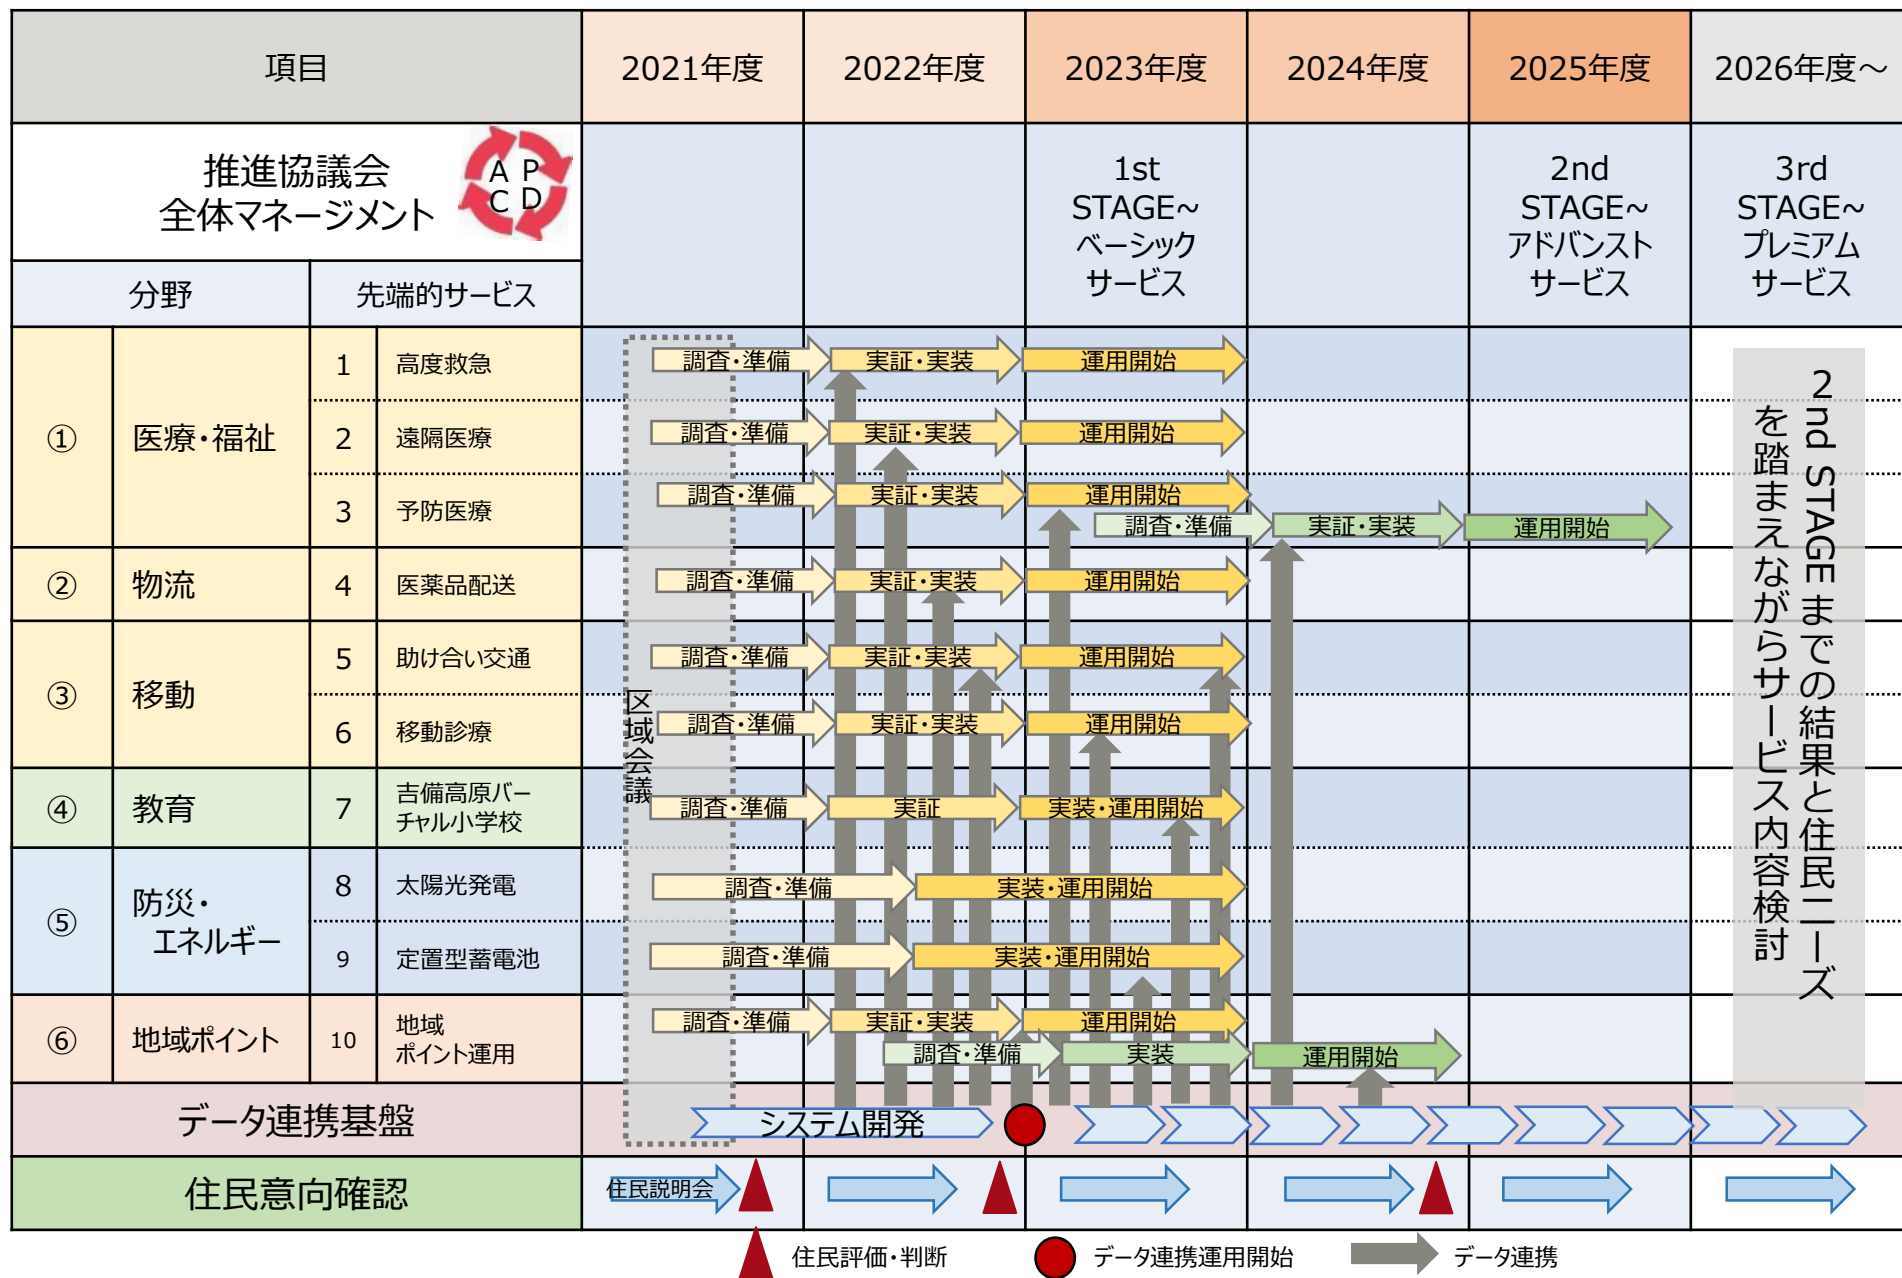 項目
2021年度
2022年度
2023年度
2024年度
2025年度
2026年度～
推進協議会
全体マネージメント
A P
C D
1st
STAGE~
ベーシック
サービス
2nd
STAGE~
アドバンスト
サービス
3rd
STAGE~
プレミアム
サービス
分野
先端的サービス
① 医療・福祉
1 高度救急
調査・準備 実証・実装 運用開始
2 遠隔医療
調査・準備 実証・実装 運用開始
3 予防医療
調査・準備 実証・実装 運用開始
調査・準備 実証・実装 運用開始
② 物流
4 医薬品配送
調査・準備 実証・実装 運用開始
③ 移動
5 助け合い交通
調査・準備 実証・実装 運用開始
6 移動診療
調査・準備 実証・実装 運用開始
④ 教育
7 吉備高原バー
チャル小学校
調査・準備 実証 実装・運用開始
⑤ 防災・
エネルギー
8 太陽光発電
調査・準備 実装・運用開始
9 定置型蓄電池
調査・準備 実装・運用開始
⑥ 地域ポイント
10 地域
ポイント運用
調査・準備 実証・実装 運用開始
調査・準備 実装 運用開始
区域会議
2nd STAGEまでの結果と住民ニーズ
を踏まえながらサービス内容検討
データ連携基盤
システム開発
住民意向確認
住民説明会
住民評価・判断
データ連携運用開始
データ連携